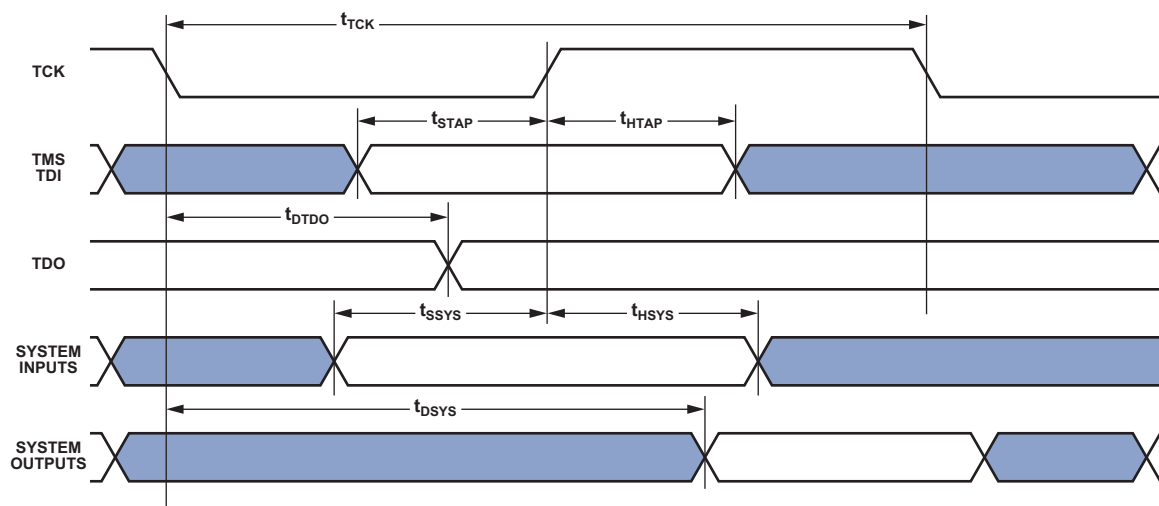 tTCK
TCK
tSTAP
tHTAP
TMS
TDI
tDTDO
TDO
tSSYS
tHSYS
SYSTEM
INPUTS
tDSYS
SYSTEM
OUTPUTS